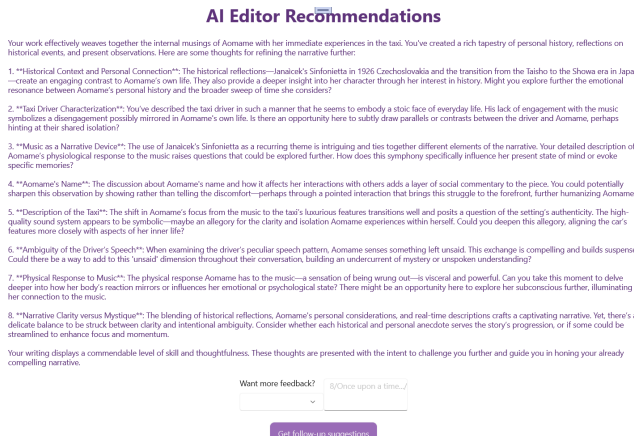 AI Editor Recommendations
Your work effectively weaves together the internal musings of Aomame with her immediate experiences in the taxi. You've created a rich tapestry of personal history, reflections on
historical events, and present observations. Here are some thoughts for refining the narrative further:
1. **Historical Context and Personal Connection**: The historical reflections—Janaicek's Sinfonietta in 1926 Czechoslovakia and the transition from the Taisho to the Showa era in Japa
—create an engaging contrast to Aomame's own life. They also provide a deeper insight into her character through her interest in history. Might you explore further the emotional
resonance between Aomame's personal history and the broader sweep of time she considers?
2. **Taxi Driver Characterization**: You've described the taxi driver in such a manner that he seems to embody a stoic face of everyday life. His lack of engagement with the music
symbolizes a disengagement possibly mirrored in Aomame's own life. Is there an opportunity here to subtly draw parallels or contrasts between the driver and Aomame, perhaps
hinting at their shared isolation?
3. **Music as a Narrative Device**: The use of Janaicek's Sinfonietta as a recurring theme is intriguing and ties together different elements of the narrative. Your detailed description of
Aomame's physiological response to the music raises questions that could be explored further. How does this symphony specifically influence her present state of mind or evoke
specific memories?
4. **Aomame's Name**: The discussion about Aomame's name and how it affects her interactions with others adds a layer of social commentary to the piece. You could potentially
sharpen this observation by showing rather than telling the discomfort—perhaps through a pointed interaction that brings this struggle to the forefront, further humanizing Aomame
5. **Description of the Taxi**: The shift in Aomame's focus from the music to the taxi's luxurious features transitions well and posits a question of the setting's authenticity. The high-
quality sound system appears to be symbolic—maybe an allegory for the clarity and isolation Aomame experiences within herself. Could you deepen this allegory, aligning the car's
features more closely with aspects of her inner life?
6. **Ambiguity of the Driver's Speech**: When examining the driver's peculiar speech pattern, Aomame senses something left unsaid. This exchange is compelling and builds suspens
Could there be a way to add to this 'unsaid' dimension throughout their conversation, building an undercurrent of mystery or unspoken understanding?
7. **Physical Response to Music**: The physical response Aomame has to the music—a sensation of being wrung out—is visceral and powerful. Can you take this moment to delve
deeper into how her body's reaction mirrors or influences her emotional or psychological state? There might be an opportunity here to explore her subconscious further, illuminating
her connection to the music.
8. **Narrative Clarity versus Mystique**: The blending of historical reflections, Aomame's personal considerations, and real-time descriptions crafts a captivating narrative. Yet, there's a
delicate balance to be struck between clarity and intentional ambiguity. Consider whether each historical and personal anecdote serves the story's progression, or if some could be
streamlined to enhance focus and momentum.
Your writing displays a commendable level of skill and thoughtfulness. These thoughts are presented with the intent to challenge you further and guide you in honing your already
compelling narrative.
Want more feedback?
8/Once upon a time../
Get follow-up suggestions